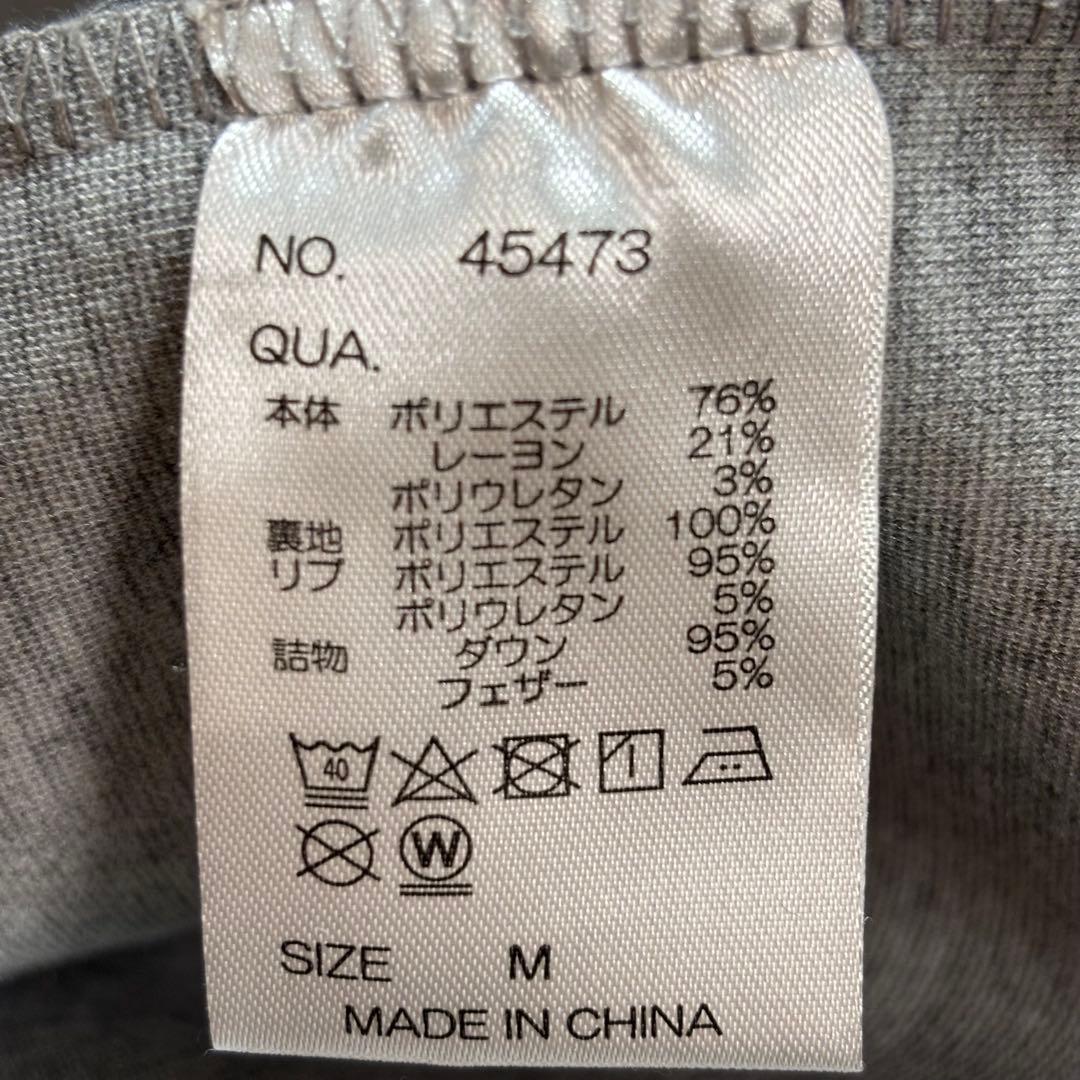 NO. 45473
QUA.
本体 ポリエステル 76%
レーヨン 21%
ポリウレタン 3%
裏地 ポリエステル 100%
リブ ポリエステル 95%
ポリウレタン 5%
詰物 ダウン 95%
フェザー 5%
40
W
SIZE M
MADE IN CHINA